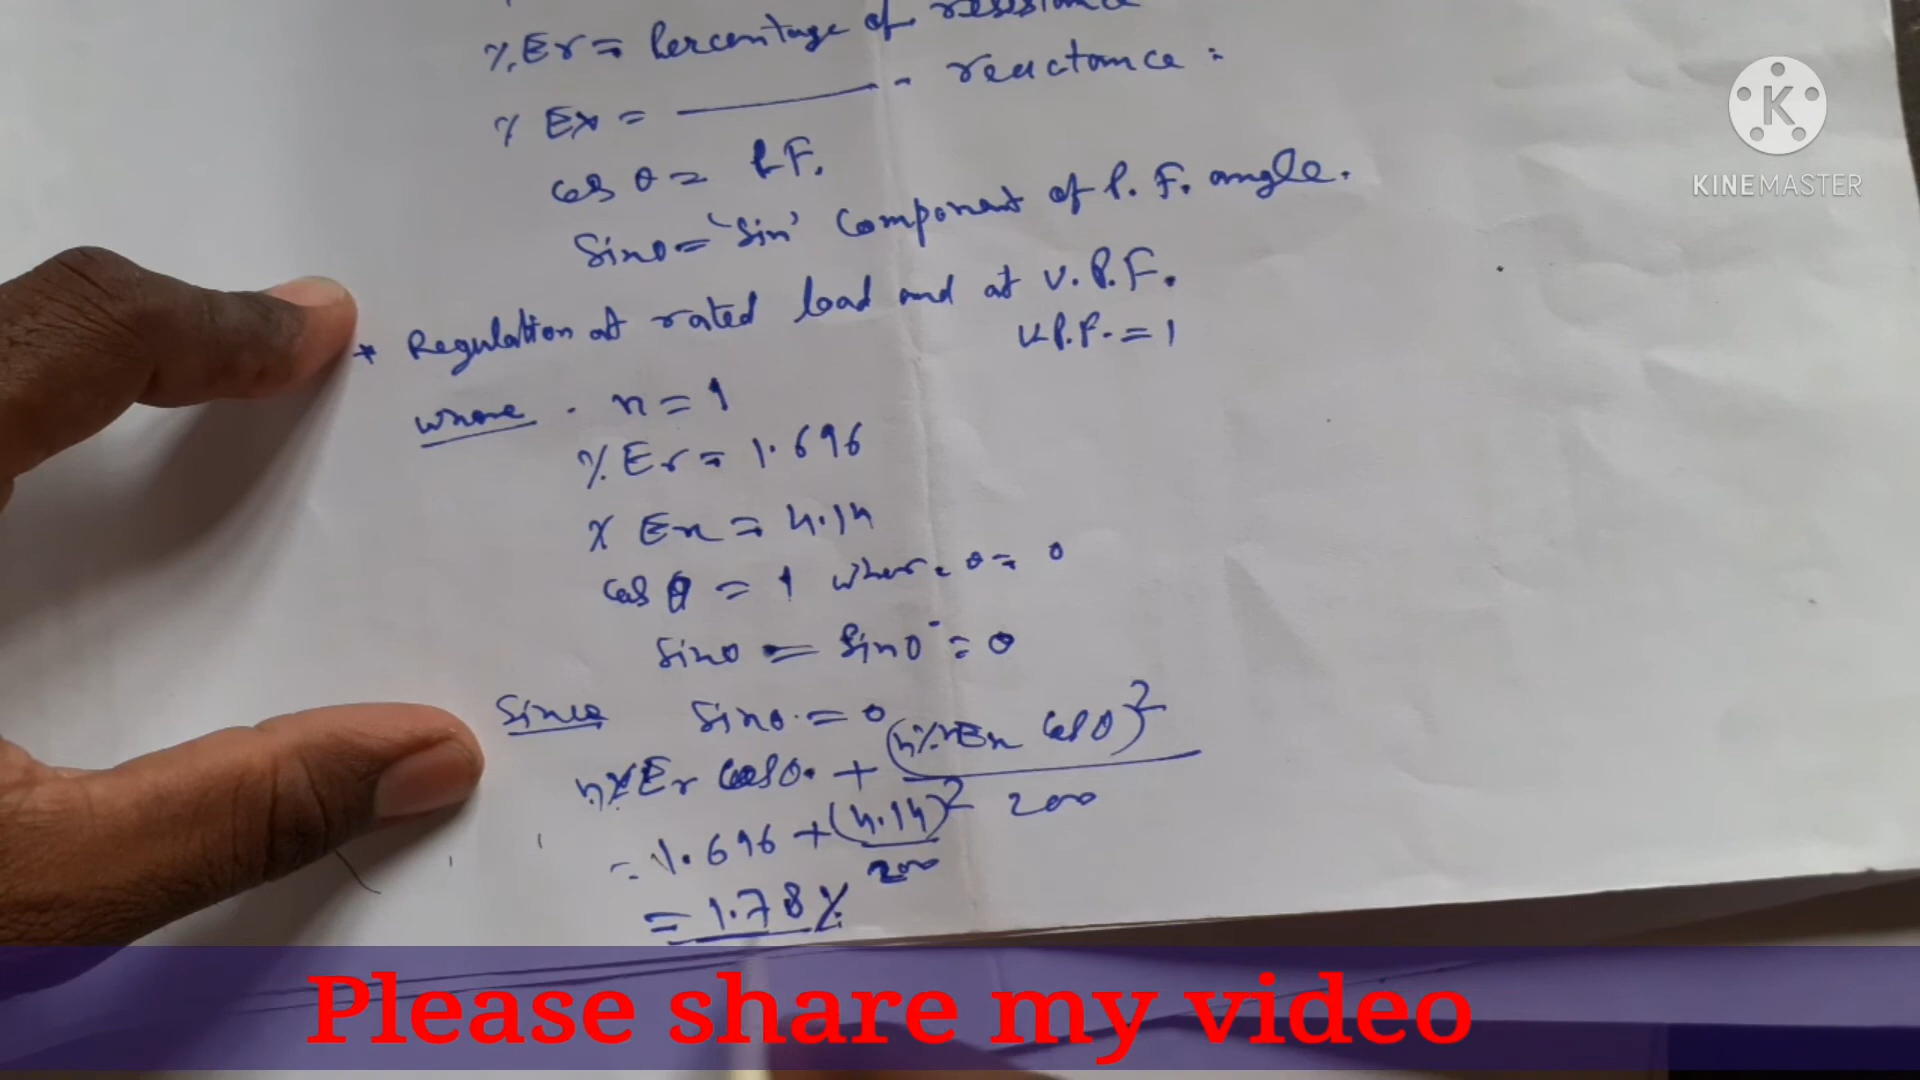 % Er = Percentage of resistance
% Ex = ———— - reactance :
cos θ = P.F.
Sinθ = 'Sin' Component of P. F. angle.
* Regulation at rated load and at U.P.F.
U.P.F. = 1
where . n = 1
% Er = 1.696
% Ex = 4.14
cos θ = 1 where θ = 0
Sinθ = Sin0° = 0
Since Sinθ = 0
n%Er cosθ + (n%Ex cosθ)²
200
= 1.696 + (4.14)²
200
= 1.78%
KINEMASTER
Please share my video